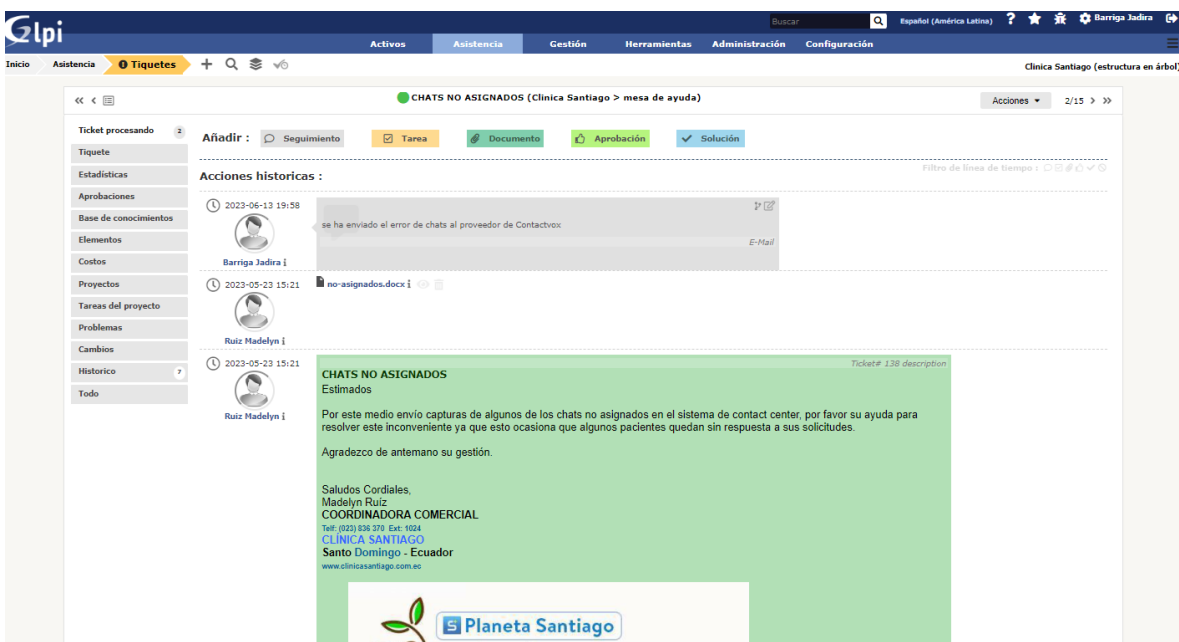 Glpi
Buscar
Español (América Latina)
?
Barriga Jadira
Activos Asistencia Gestión Herramientas Administración Configuración
Inicio Asistencia Tiquetes
Clinica Santiago (estructura en árbol)
CHATS NO ASIGNADOS (Clinica Santiago > mesa de ayuda)
Acciones
2/15
Ticket procesando 2
Tiquete
Estadísticas
Aprobaciones
Base de conocimientos
Elementos
Costos
Proyectos
Tareas del proyecto
Problemas
Cambios
Historico 7
Todo
Añadir : Seguimiento Tarea Documento Aprobación Solución
Filtro de línea de tiempo :
Acciones historicas :
2023-06-13 19:58
Barriga Jadira
se ha enviado el error de chats al proveedor de Contactvox
E-Mail
2023-05-23 15:21
Ruiz Madelyn
no-asignados.docx
2023-05-23 15:21
Ruiz Madelyn
Ticket# 138 description
CHATS NO ASIGNADOS
Estimados
Por este medio envío capturas de algunos de los chats no asignados en el sistema de contact center, por favor su ayuda para
resolver este inconveniente ya que esto ocasiona que algunos pacientes quedan sin respuesta a sus solicitudes.
Agradezco de antemano su gestión.
Saludos Cordiales,
Madelyn Ruíz
COORDINADORA COMERCIAL
Telf: (023) 836 370 Ext: 1024
CLÍNICA SANTIAGO
Santo Domingo - Ecuador
www.clinicasantiago.com.ec
S Planeta Santiago